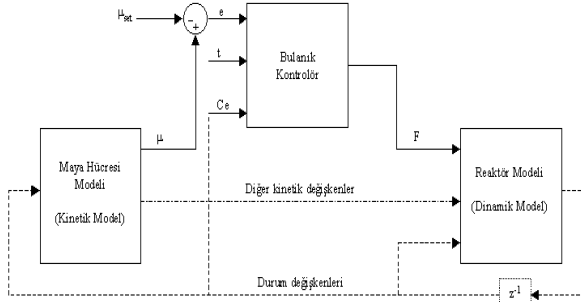 μset
- +
e
t
Ce
Bulanık
Kontrolör
μ
F
Maya Hücresi
Modeli
(Kinetik Model)
Diğer kinetik değişkenler
Reaktör Modeli
(Dinamik Model)
Durum değişkenleri
z⁻¹